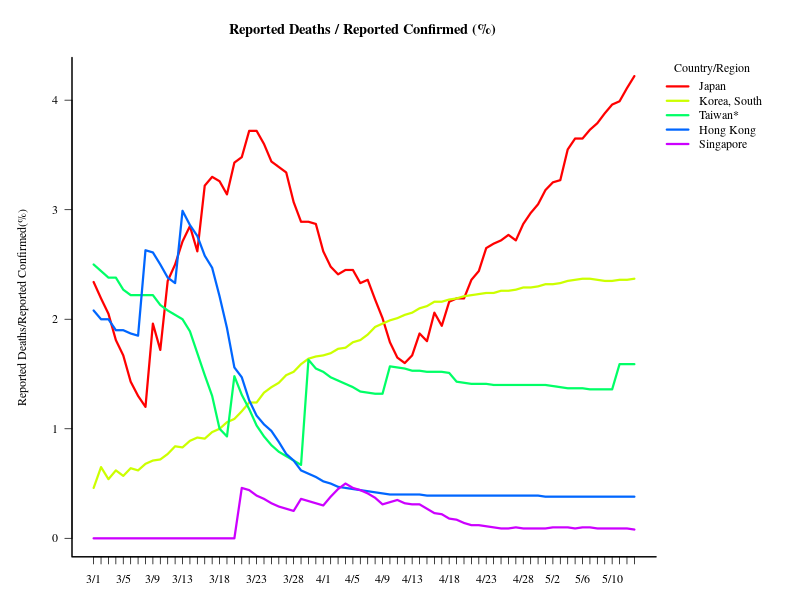 Reported Deaths / Reported Confirmed (%)
Country/Region
Japan
Korea, South
Taiwan*
Hong Kong
Singapore
Reported Deaths/Reported Confirmed(%)
4
3
2
1
0
3/1 3/5 3/9 3/13 3/18 3/23 3/28 4/1 4/5 4/9 4/13 4/18 4/23 4/28 5/2 5/6 5/10